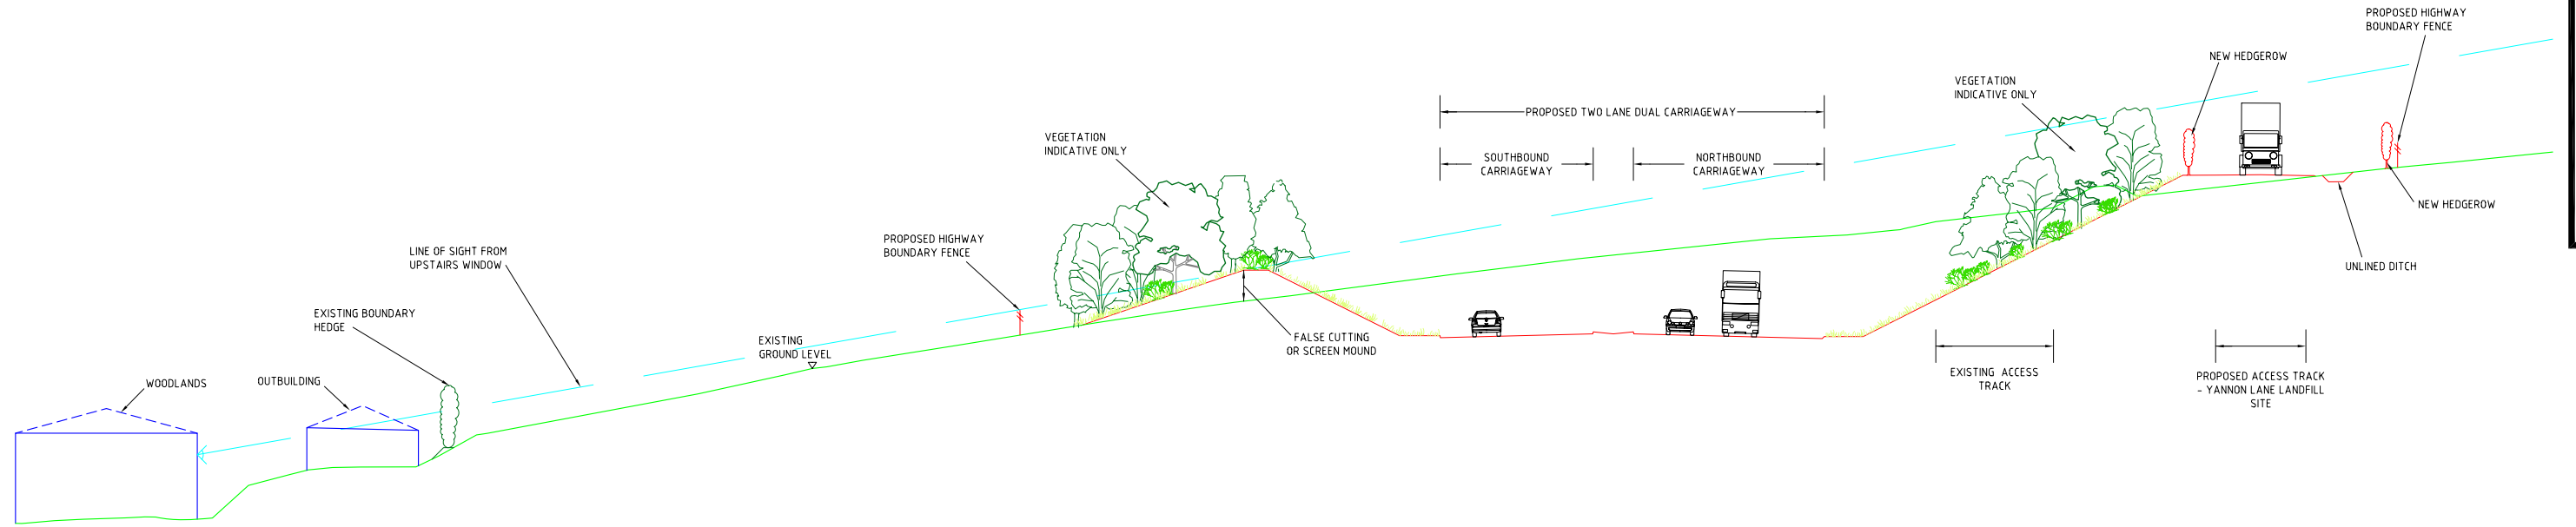 WOODLANDS
OUTBUILDING
EXISTING BOUNDARY
HEDGE
LINE OF SIGHT FROM
UPSTAIRS WINDOW
EXISTING
GROUND LEVEL
PROPOSED HIGHWAY
BOUNDARY FENCE
VEGETATION
INDICATIVE ONLY
FALSE CUTTING
OR SCREEN MOUND
PROPOSED TWO LANE DUAL CARRIAGEWAY
SOUTHBOUND
CARRIAGEWAY
NORTHBOUND
CARRIAGEWAY
VEGETATION
INDICATIVE ONLY
EXISTING ACCESS
TRACK
NEW HEDGEROW
PROPOSED HIGHWAY
BOUNDARY FENCE
NEW HEDGEROW
UNLINED DITCH
PROPOSED ACCESS TRACK
- YANNON LANE LANDFILL
SITE